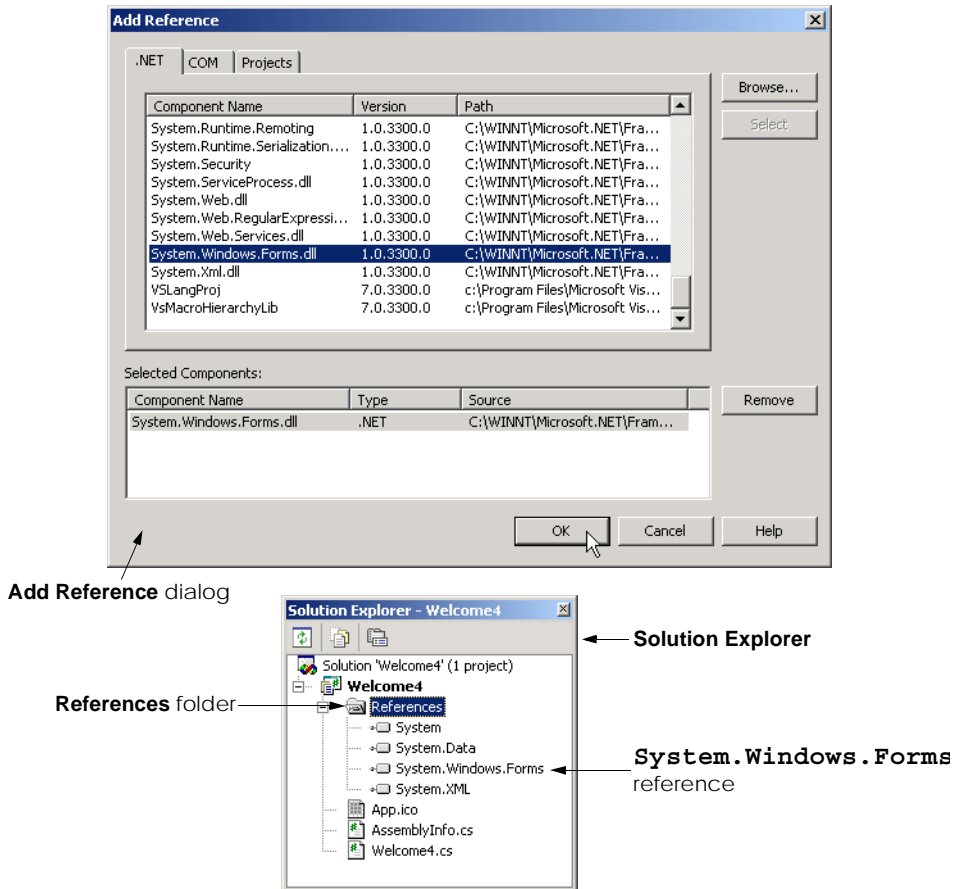 Add Reference
.NET COM Projects
Browse...
Select
Component Name Version Path
System.Runtime.Remoting 1.0.3300.0 C:\WINNT\Microsoft.NET\Fra...
System.Runtime.Serialization.... 1.0.3300.0 C:\WINNT\Microsoft.NET\Fra...
System.Security 1.0.3300.0 C:\WINNT\Microsoft.NET\Fra...
System.ServiceProcess.dll 1.0.3300.0 C:\WINNT\Microsoft.NET\Fra...
System.Web.dll 1.0.3300.0 C:\WINNT\Microsoft.NET\Fra...
System.Web.RegularExpressi... 1.0.3300.0 C:\WINNT\Microsoft.NET\Fra...
System.Web.Services.dll 1.0.3300.0 C:\WINNT\Microsoft.NET\Fra...
System.Windows.Forms.dll 1.0.3300.0 C:\WINNT\Microsoft.NET\Fra...
System.Xml.dll 1.0.3300.0 C:\WINNT\Microsoft.NET\Fra...
VSLangProj 7.0.3300.0 c:\Program Files\Microsoft Vis...
VsMacroHierarchyLib 7.0.3300.0 c:\Program Files\Microsoft Vis...
Selected Components:
Component Name Type Source
Remove
System.Windows.Forms.dll .NET C:\WINNT\Microsoft.NET\Fram...
OK Cancel Help
Add Reference dialog
Solution Explorer - Welcome4
Solution Explorer
Solution 'Welcome4' (1 project)
Welcome4
References folder
References
System
System.Data
System.Windows.Forms
System.Windows.Forms
reference
System.XML
App.ico
AssemblyInfo.cs
Welcome4.cs